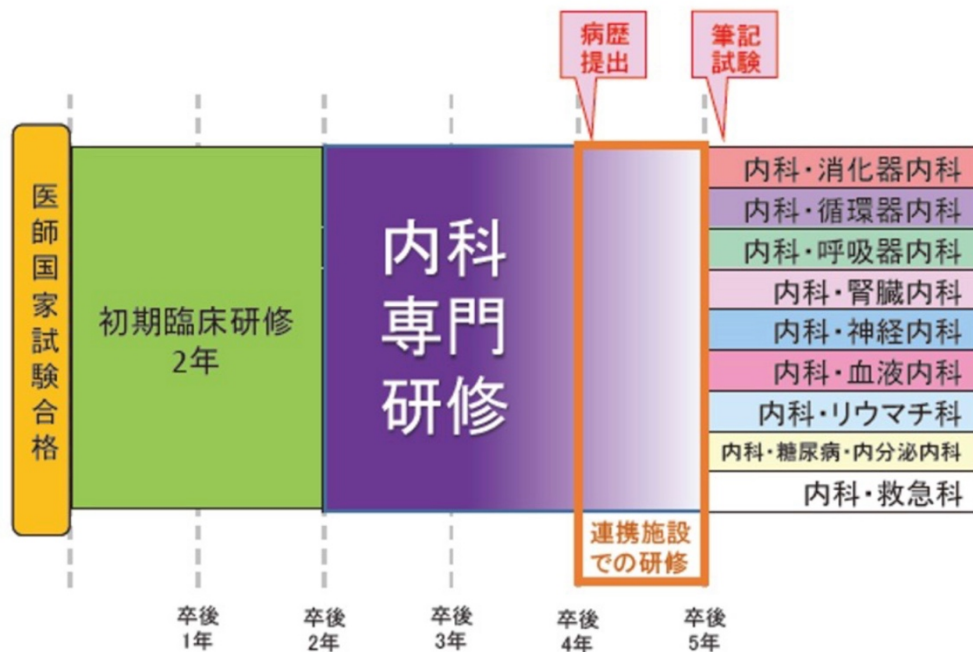 病歴
提出
筆記
試験
医師国家試験合格
初期臨床研修
2年
内科
専門
研修
内科・消化器内科
内科・循環器内科
内科・呼吸器内科
内科・腎臓内科
内科・神経内科
内科・血液内科
内科・リウマチ科
内科・糖尿病・内分泌内科
内科・救急科
連携施設
での研修
卒後
1年
卒後
2年
卒後
3年
卒後
4年
卒後
5年